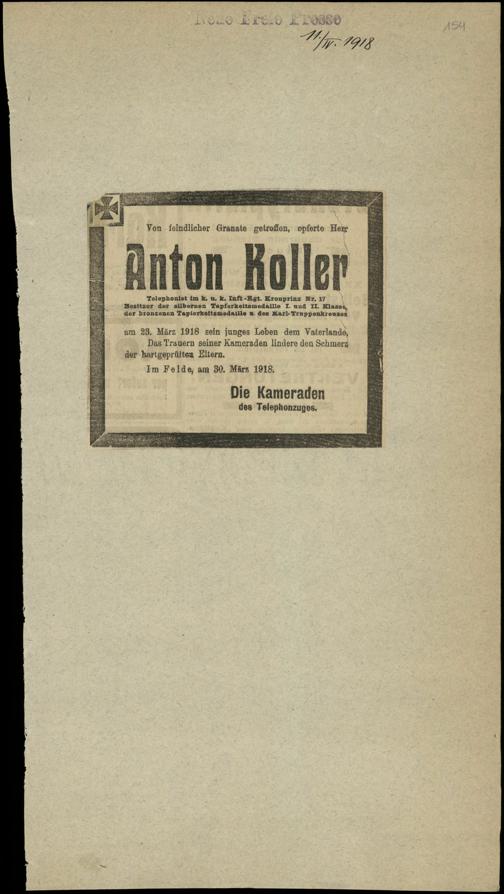 Neue Freie Presse
154
11./IV. 1918
Von feindlicher Granate getroffen, opferte Herr
Anton Koller
Telephonist im k. u. k. Inft.-Rgt. Kronprinz Nr. 17
Besitzer der silbernen Tapferkeitsmedaille I. und II. Klasse,
der bronzenen Tapferkeitsmedaille u. des Karl-Truppenkreuzes
am 23. März 1918 sein junges Leben dem Vaterlande.
Das Trauern seiner Kameraden lindere den Schmerz
der hartgeprüften Eltern.
Im Felde, am 30. März 1918.
Die Kameraden
des Telephonzuges.